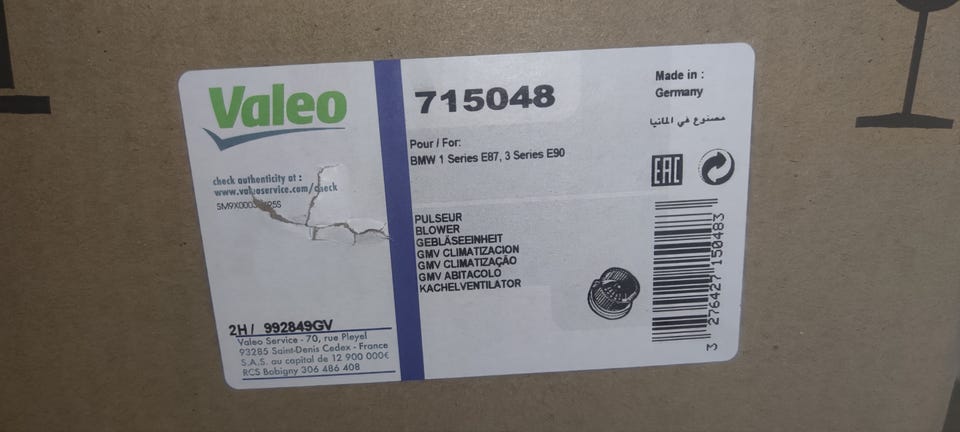 Valeo
check authenticity at :
www.valeoservice.com/check
2H/ 992849GV
Valeo Service - 70, rue Pleyel
93285 Saint-Denis Cedex - France
S.A.S. au capital de 12 900 000€
RCS Bobigny 306 486 408
715048
Pour / For:
BMW 1 Series E87, 3 Series E90
PULSEUR
BLOWER
GEBLÄSEEINHEIT
GMV CLIMATIZACION
GMV CLIMATIZAÇÃO
GMV ABITACOLO
KACHELVENTILATOR
Made in :
Germany
مصنوع في المانيا
EAC
3 276427 150483